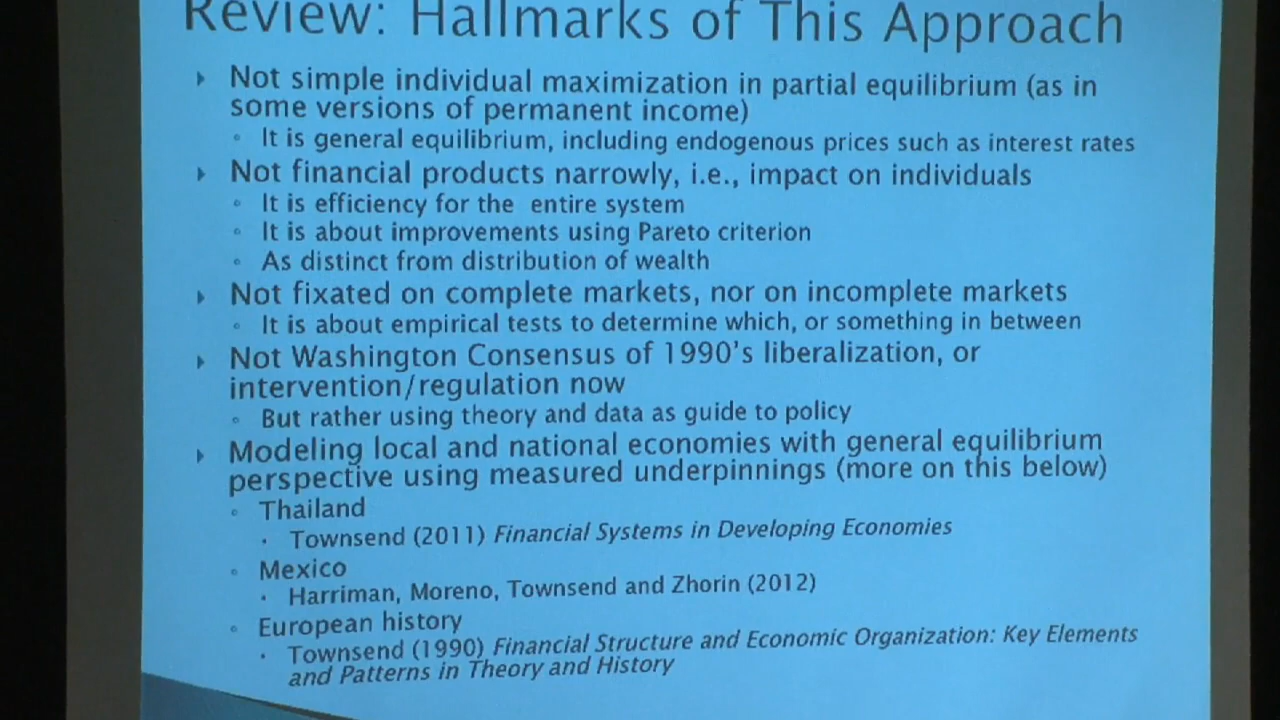 Review: Hallmarks of This Approach
Not simple individual maximization in partial equilibrium (as in
some versions of permanent income)
It is general equilibrium, including endogenous prices such as interest rates
Not financial products narrowly, i.e., impact on individuals
It is efficiency for the entire system
It is about improvements using Pareto criterion
As distinct from distribution of wealth
Not fixated on complete markets, nor on incomplete markets
It is about empirical tests to determine which, or something in between
Not Washington Consensus of 1990's liberalization, or
intervention/regulation now
But rather using theory and data as guide to policy
Modeling local and national economies with general equilibrium
perspective using measured underpinnings (more on this below)
Thailand
Townsend (2011) Financial Systems in Developing Economies
Mexico
Harriman, Moreno, Townsend and Zhorin (2012)
European history
Townsend (1990) Financial Structure and Economic Organization: Key Elements
and Patterns in Theory and History